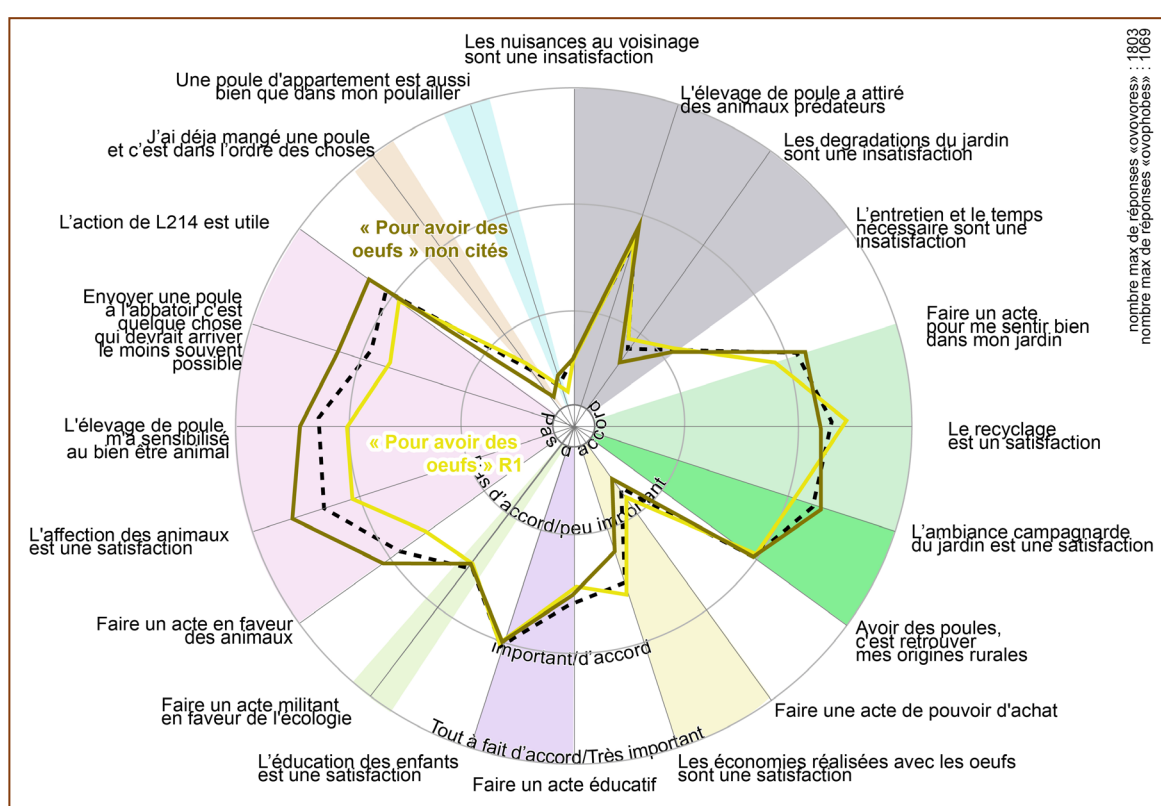 Les nuisances au voisinage
sont une insatisfaction
Une poule d'appartement est aussi
bien que dans mon poulailler
L'élevage de poule a attiré
des animaux prédateurs
J'ai déja mangé une poule
et c'est dans l'ordre des choses
Les degradations du jardin
sont une insatisfaction
L'action de L214 est utile
L'entretien et le temps
nécessaire sont une
insatisfaction
« Pour avoir des
oeufs » non cités
Envoyer une poule
à l'abbatoir c'est
quelque chose
qui devrait arriver
le moins souvent
possible
Faire un acte
pour me sentir bien
dans mon jardin
L'élevage de poule
m'a sensibilisé
au bien être animal
Le recyclage
est un satisfaction
« Pour avoir des
oeufs » R1
Pas d'accord
d'accord/peu important
Important/d'accord
Tout à fait d'accord/Très important
L'affection des animaux
est une satisfaction
L'ambiance campagnarde
du jardin est une satisfaction
Faire un acte en faveur
des animaux
Avoir des poules,
c'est retrouver
mes origines rurales
Faire un acte militant
en faveur de l'écologie
Faire une acte de pouvoir d'achat
L'éducation des enfants
est une satisfaction
Faire un acte éducatif
Les économies réalisées avec les oeufs
sont une satisfaction
nombre max de réponses «ovovores» : 1803
nombre max de réponses «ovophobes» : 1069